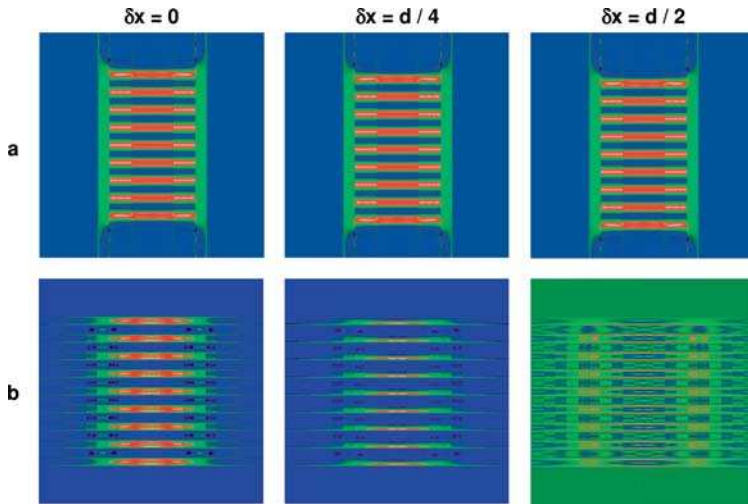 δx = 0
δx = d / 4
δx = d / 2
a
b